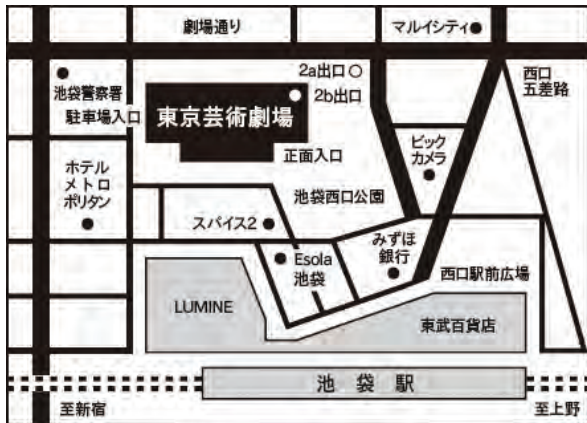 劇場通り
マルイシティ
2a出口
西口
五差路
池袋警察署
2b出口
駐車場入口
東京芸術劇場
正面入口
ビック
カメラ
ホテル
メトロ
ポリタン
池袋西口公園
スパイス2
みずほ
銀行
Esola
池袋
西口駅前広場
LUMINE
東武百貨店
池袋駅
至新宿
至上野